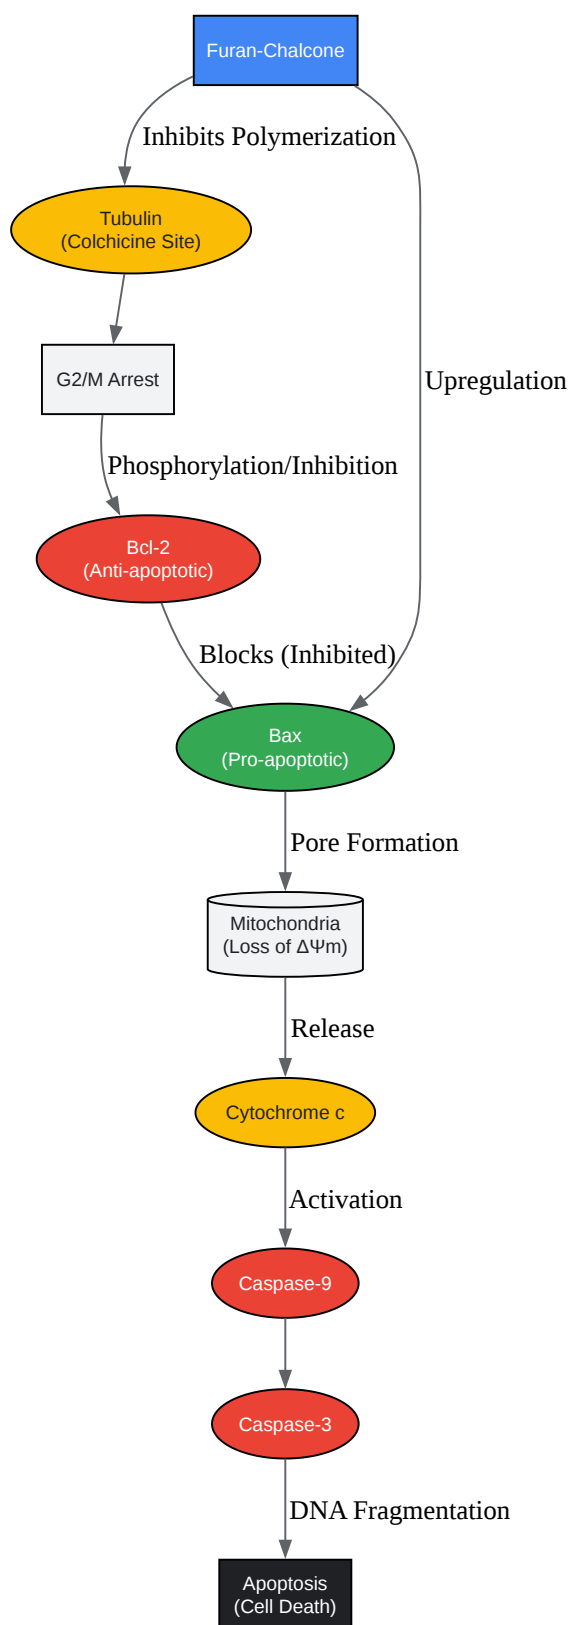 Furan-Chalcone
Inhibits Polymerization
Tubulin
(Colchicine Site)
G2/M Arrest
Upregulation
Phosphorylation/Inhibition
Bcl-2
(Anti-apoptotic)
Blocks (Inhibited)
Bax
(Pro-apoptotic)
Pore Formation
Mitochondria
(Loss of ΔΨm)
Release
Cytochrome c
Activation
Caspase-9
Caspase-3
DNA Fragmentation
Apoptosis
(Cell Death)